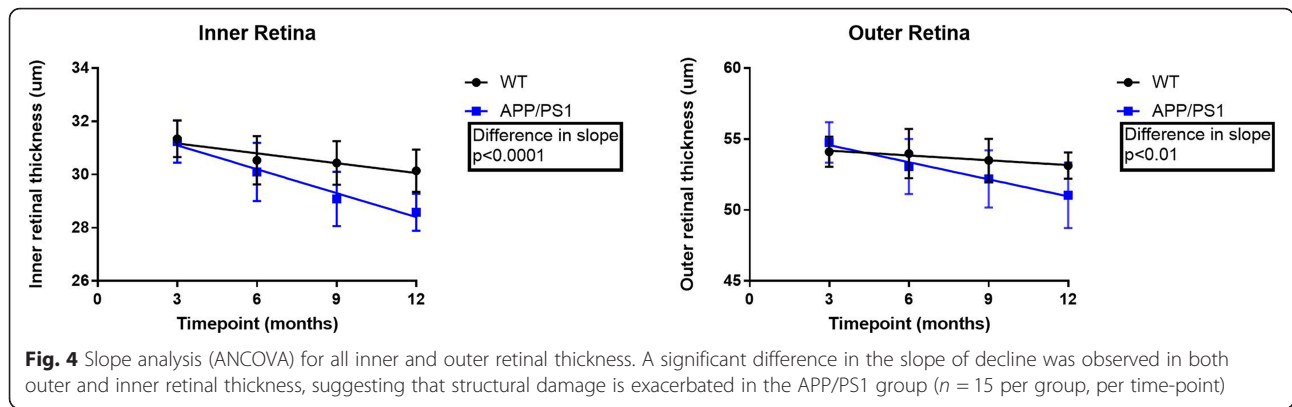 Inner Retina
34
32
30
28
26
0
3
6
9
12
Inner retinal thickness (um)
Timepoint (months)
WT
APP/PS1
Difference in slope
p<0.0001
Outer Retina
60
55
50
45
0
3
6
9
12
Outer retinal thickness (um)
Timepoint (months)
WT
APP/PS1
Difference in slope
p<0.01
Fig. 4 Slope analysis (ANCOVA) for all inner and outer retinal thickness. A significant difference in the slope of decline was observed in both
outer and inner retinal thickness, suggesting that structural damage is exacerbated in the APP/PS1 group (n = 15 per group, per time-point)